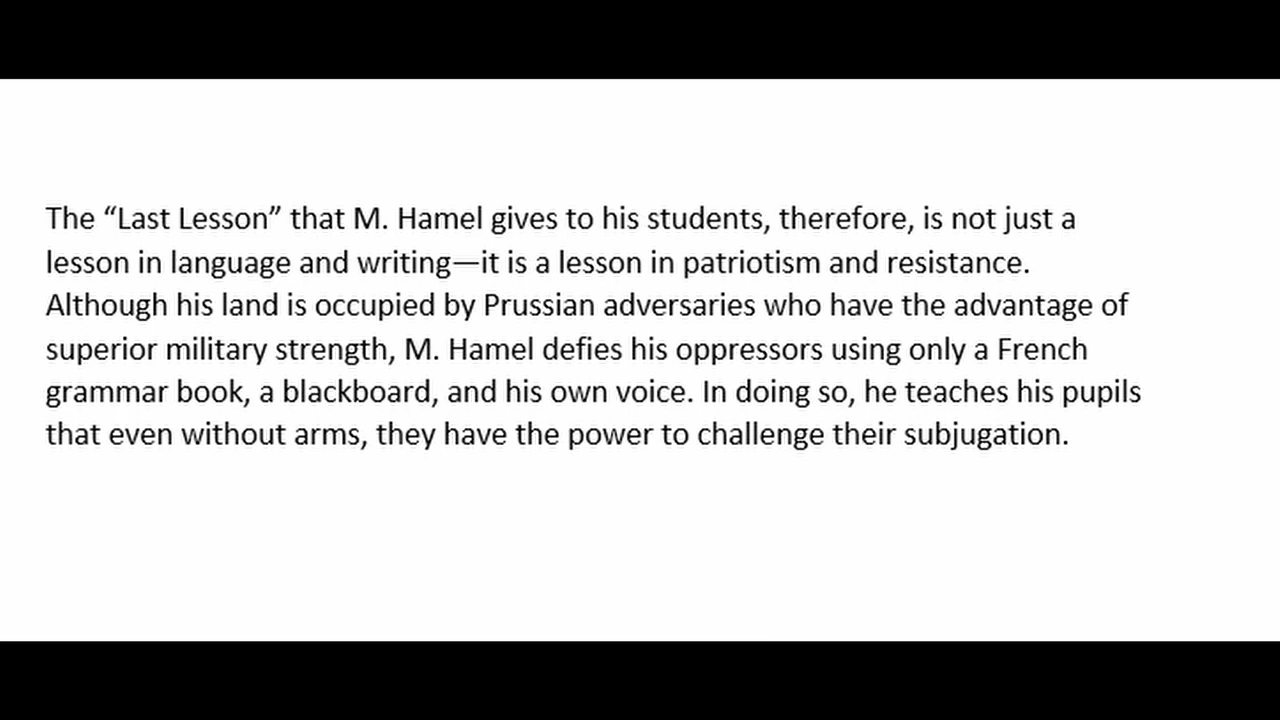 The “Last Lesson” that M. Hamel gives to his students, therefore, is not just a
lesson in language and writing—it is a lesson in patriotism and resistance.
Although his land is occupied by Prussian adversaries who have the advantage of
superior military strength, M. Hamel defies his oppressors using only a French
grammar book, a blackboard, and his own voice. In doing so, he teaches his pupils
that even without arms, they have the power to challenge their subjugation.